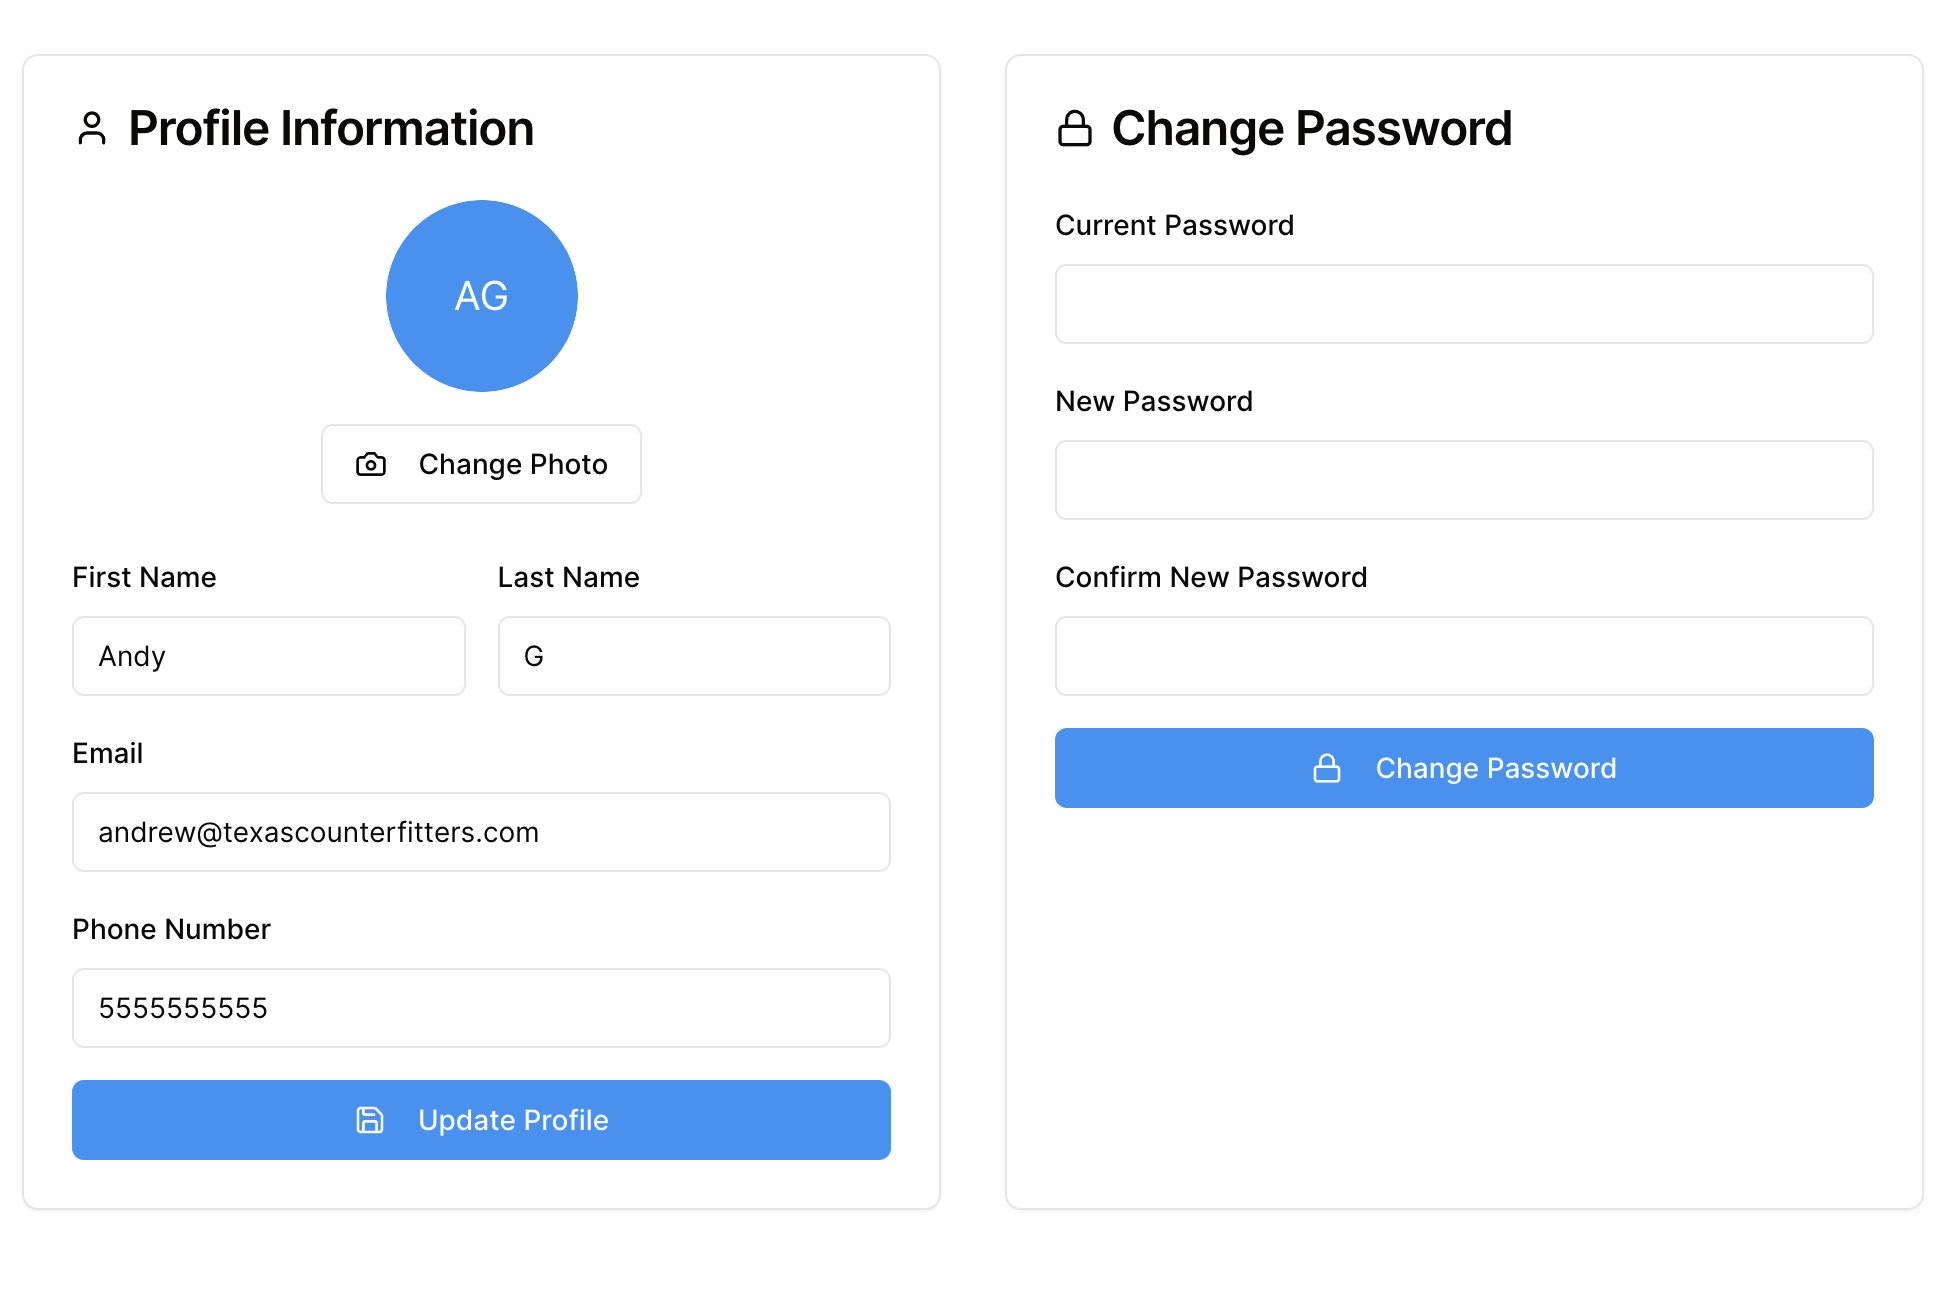 Profile Information
AG
Change Photo
First Name
Last Name
Andy
G
Email
andrew@texascounterfitters.com
Phone Number
5555555555
Update Profile
Change Password
Current Password
New Password
Confirm New Password
Change Password